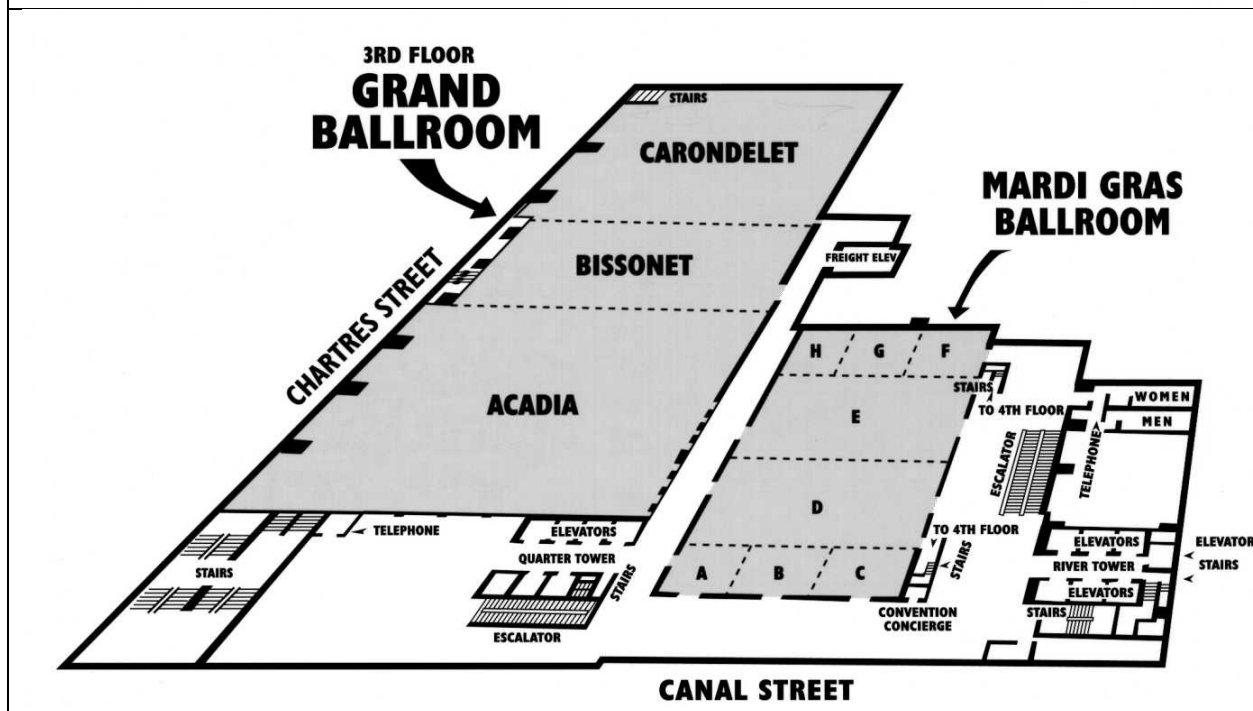 3RD FLOOR
GRAND
BALLROOM
STAIRS
CARONDELET
MARDI GRAS
BALLROOM
BISSONET
FREIGHT ELEV
CHARTRES STREET
H
G
F
STAIRS
TO 4TH FLOOR
WOMEN
MEN
ACADIA
E
ESCALATOR
TELEPHONE
D
TELEPHONE
ELEVATORS
TO 4TH FLOOR
ELEVATORS
ELEVATOR
QUARTER TOWER
STAIRS
STAIRS
RIVER TOWER
STAIRS
STAIRS
A
B
C
ELEVATORS
CONVENTION
CONCIERGE
STAIRS
ESCALATOR
CANAL STREET